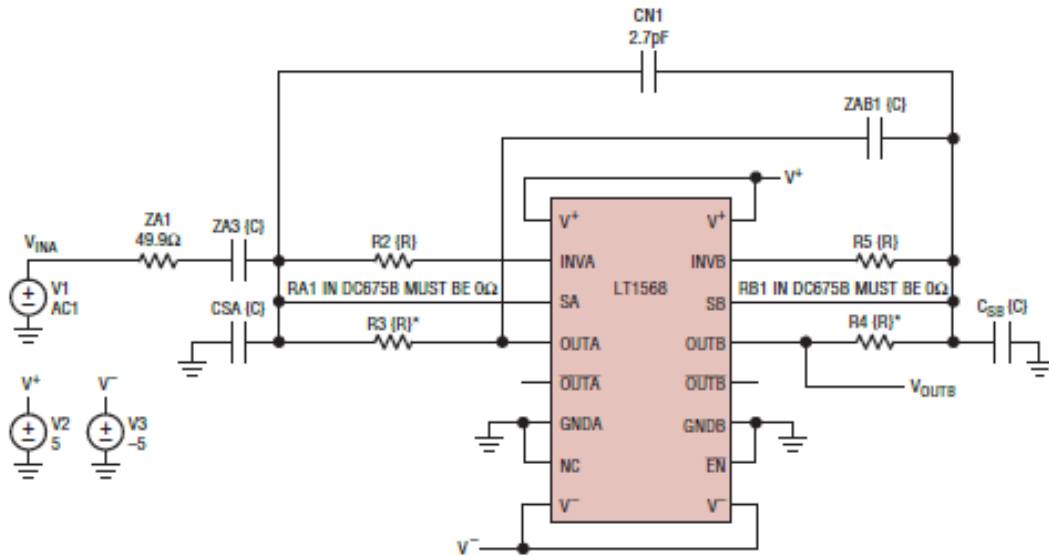 CN1
2.7pF
ZAB1 {C}
V+
ZA1
49.9Ω
ZA3 {C}
VINA
R2 {R}
V+
V+
R5 {R}
INVA
INVB
V1
AC1
RA1 IN DC675B MUST BE 0Ω
SA
LT1568
SB
RB1 IN DC675B MUST BE 0Ω
CSA {C}
R3 {R}*
OUTA
OUTB
R4 {R}*
CSB {C}
OUTA
OUTB
VOUTB
V+
V–
V2
5
V3
–5
GNDA
GNDB
NC
EN
V–
V–
V–